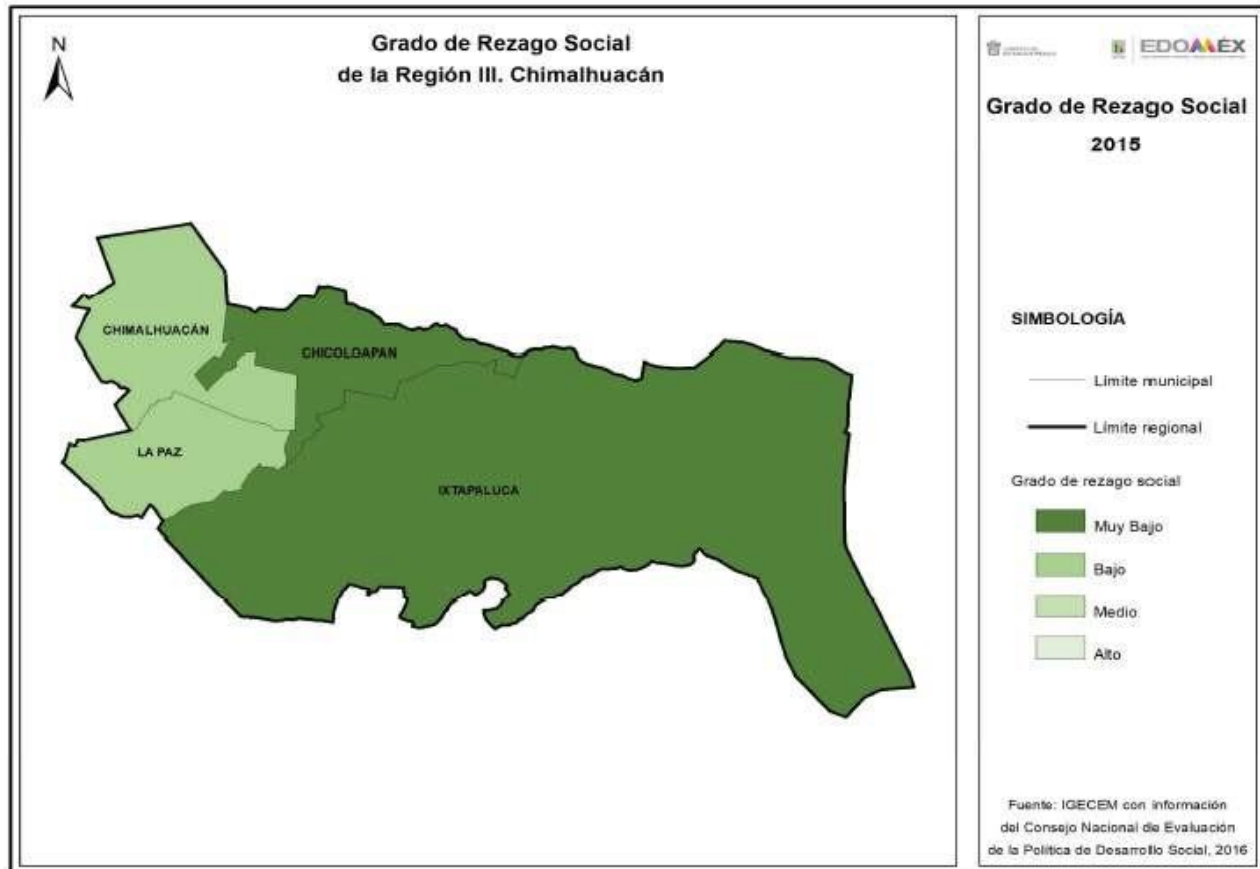 N
Grado de Rezago Social
de la Región III. Chimalhuacán
CHIMALHUACÁN
CHICOLOAPAN
LA PAZ
IXTAPALUCA
EDOMÉX
Grado de Rezago Social
2015
SIMBOLOGÍA
Límite municipal
Límite regional
Grado de rezago social
Muy Bajo
Bajo
Medio
Alto
Fuente: IGECEM con información
del Consejo Nacional de Evaluación
de la Política de Desarrollo Social, 2016